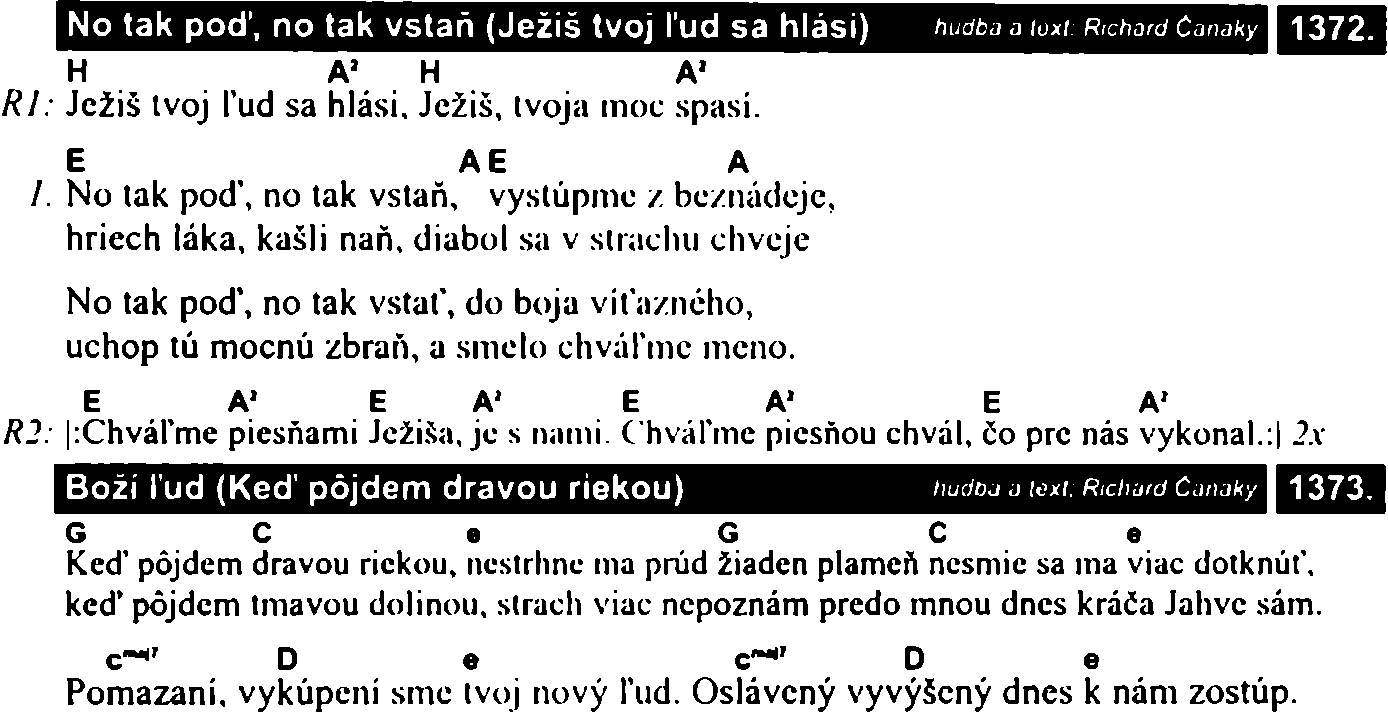 No tak poď, no tak vstaň (Ježiš tvoj ľud sa hlási) hudba a text: Richard Čanaky 1372.
H A² H A²
R1: Ježiš tvoj ľud sa hlási, Ježiš, tvoja moc spasí.
E A E A
1. No tak poď, no tak vstaň, vystúpme z beznádeje,
hriech láka, kašli naň, diabol sa v strachu chveje
No tak poď, no tak vstať, do boja víťazného,
uchop tú mocnú zbraň, a smelo chváľme meno.
E A² E A² E A² E A²
R2: |:Chváľme piesňami Ježiša, je s nami. Chváľme piesňou chvál, čo pre nás vykonal.:| 2x
Boží ľud (Keď pôjdem dravou riekou) hudba a text: Richard Čanaky 1373.
G C e G C e
Keď pôjdem dravou riekou, nestrhne ma prúd žiaden plameň nesmie sa ma viac dotknúť,
keď pôjdem tmavou dolinou, strach viac nepoznám predo mnou dnes kráča Jahve sám.
cmaj7 D e cmaj7 D e
Pomazaní, vykúpení sme tvoj nový ľud. Oslávený vyvýšený dnes k nám zostúp.